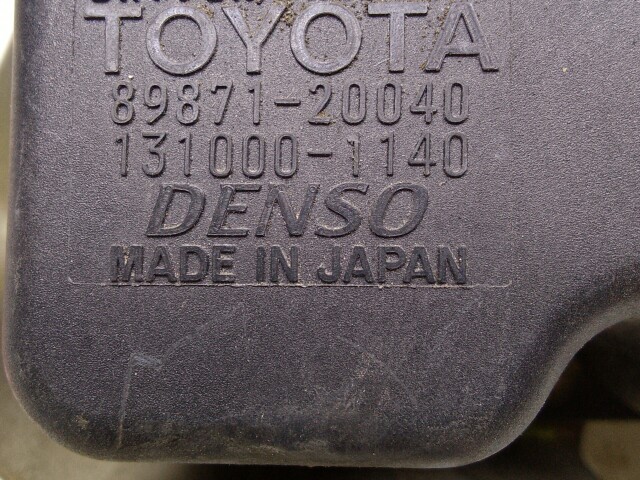 TOYOTA
89871-20040
131000-1140
DENSO
MADE IN JAPAN